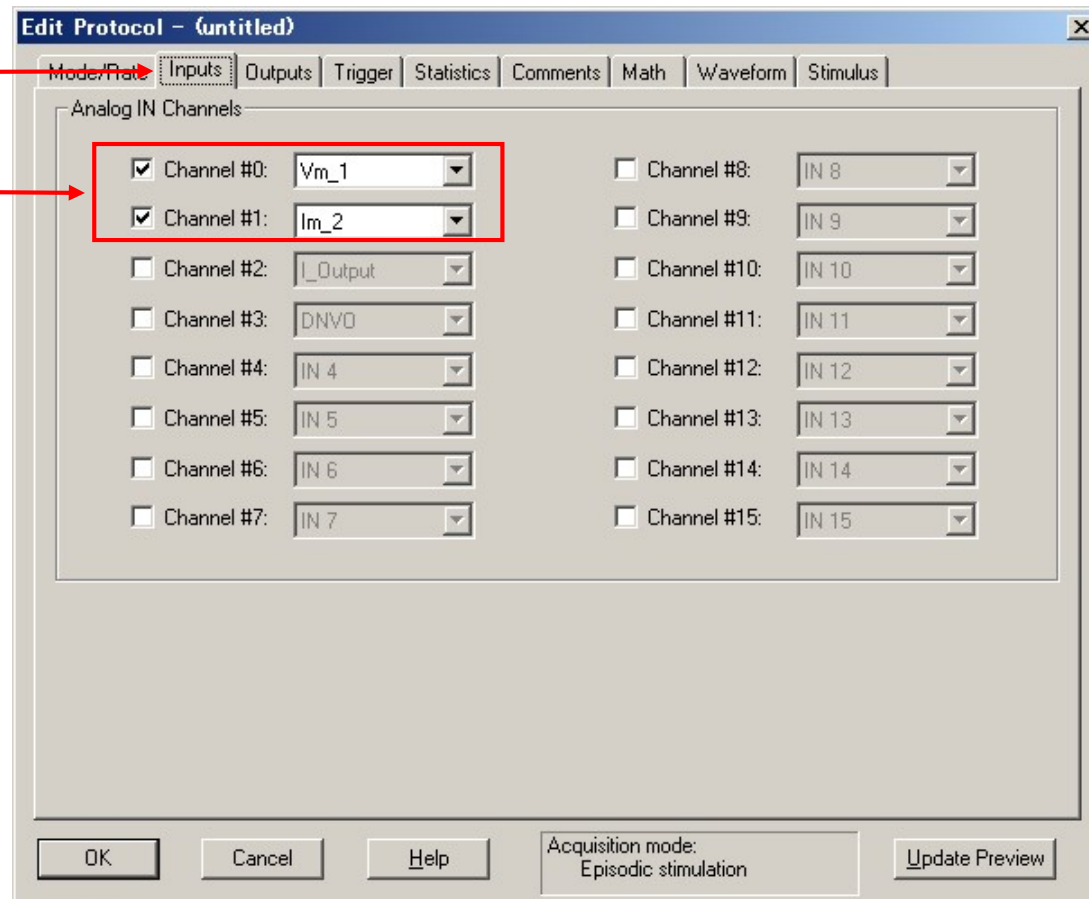 Edit Protocol - (untitled)
Mode/Rate Inputs Outputs Trigger Statistics Comments Math Waveform Stimulus
Analog IN Channels
Channel #0: Vm_1
Channel #1: Im_2
Channel #2: I_Output
Channel #3: DNVO
Channel #4: IN 4
Channel #5: IN 5
Channel #6: IN 6
Channel #7: IN 7
Channel #8: IN 8
Channel #9: IN 9
Channel #10: IN 10
Channel #11: IN 11
Channel #12: IN 12
Channel #13: IN 13
Channel #14: IN 14
Channel #15: IN 15
OK Cancel Help
Acquisition mode:
Episodic stimulation
Update Preview